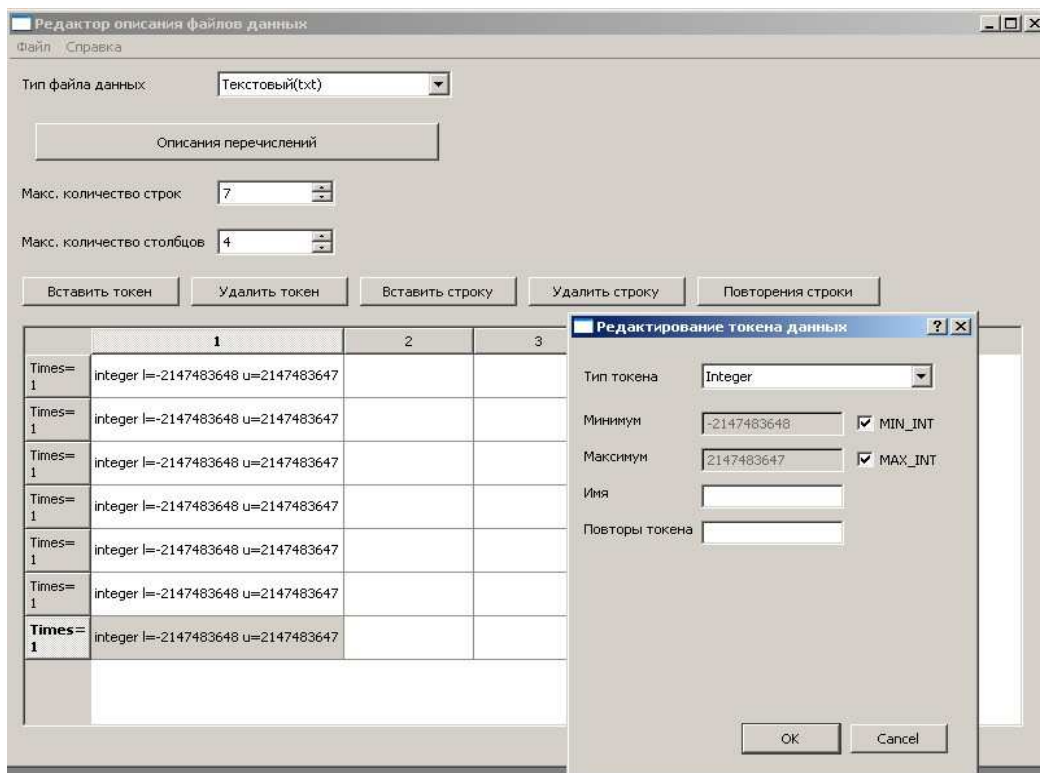 Редактор описания файлов данных
Файл Справка
Тип файла данных
Текстовый(txt)
Описания перечислений
Макс. количество строк
7
Макс. количество столбцов
4
Вставить токен
Удалить токен
Вставить строку
Удалить строку
Повторения строки
1 2 3
Times=
1
integer l=-2147483648 u=2147483647
Times=
1
integer l=-2147483648 u=2147483647
Times=
1
integer l=-2147483648 u=2147483647
Times=
1
integer l=-2147483648 u=2147483647
Times=
1
integer l=-2147483648 u=2147483647
Times=
1
integer l=-2147483648 u=2147483647
Times=
1
integer l=-2147483648 u=2147483647
Редактирование токена данных
Тип токена
Integer
Минимум
-2147483648
MIN_INT
Максимум
2147483647
MAX_INT
Имя
Повторы токена
OK
Cancel